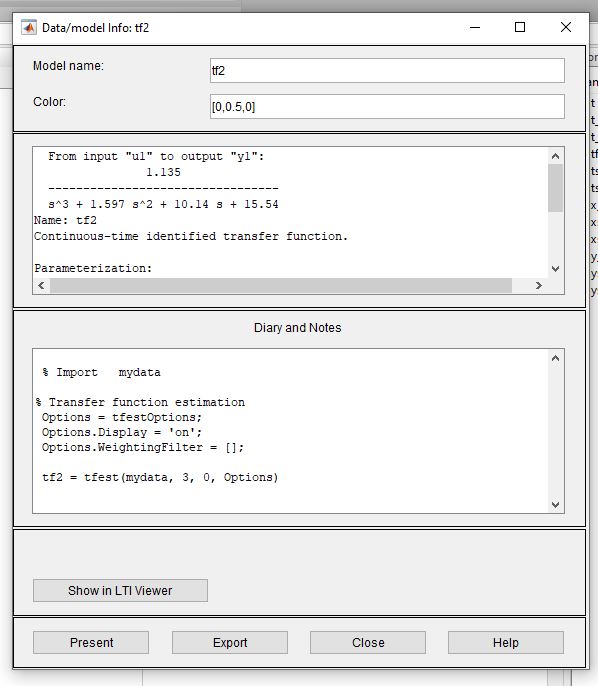 Data/model Info: tf2
Model name:
tf2
Color:
[0,0.5,0]
From input "u1" to output "y1":
1.135
--------------------------------
s^3 + 1.597 s^2 + 10.14 s + 15.54
Name: tf2
Continuous-time identified transfer function.
Parameterization:
Diary and Notes
% Import   mydata
% Transfer function estimation
Options = tfestOptions;
Options.Display = 'on';
Options.WeightingFilter = [];
tf2 = tfest(mydata, 3, 0, Options)
Show in LTI Viewer
Present
Export
Close
Help